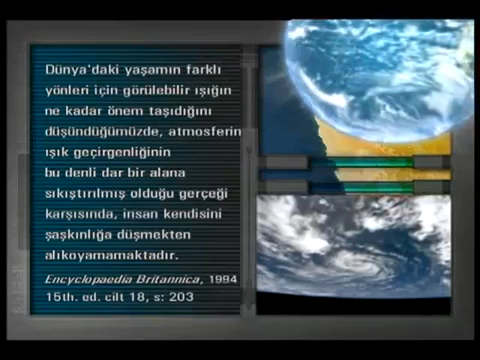 Dünya'daki yaşamın farklı
yönleri için görülebilir ışığın
ne kadar önem taşıdığını
düşündüğümüzde, atmosferin
ışık geçirgenliğinin
bu denli dar bir alana
sıkıştırılmış olduğu gerçeği
karşısında, insan kendisini
şaşkınlığa düşmekten
alıkoyamamaktadır.
Encyclopaedia Britannica, 1994
15th. ed. cilt 18, s: 203